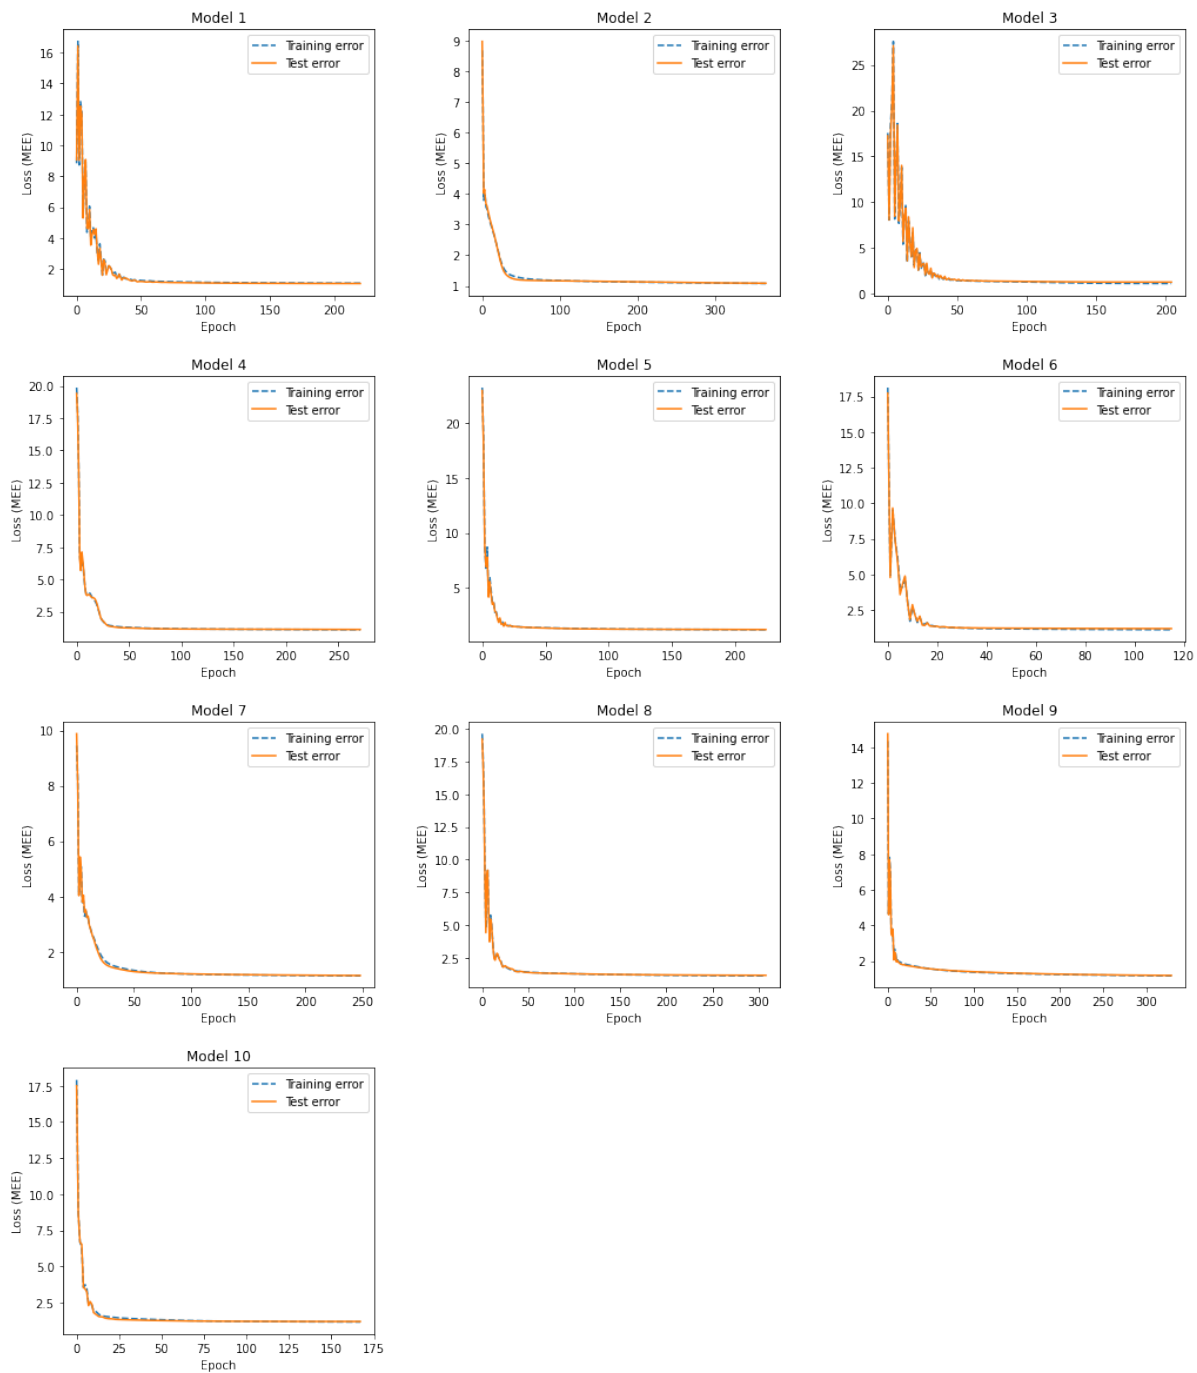 Model 1
Training error
Test error
16
14
12
10
8
6
4
2
Loss (MEE)
0
50
100
150
200
Epoch
Model 2
Training error
Test error
9
8
7
6
5
4
3
2
1
Loss (MEE)
0
100
200
300
Epoch
Model 3
Training error
Test error
25
20
15
10
5
0
Loss (MEE)
0
50
100
150
200
Epoch
Model 4
Training error
Test error
20.0
17.5
15.0
12.5
10.0
7.5
5.0
2.5
Loss (MEE)
0
50
100
150
200
250
Epoch
Model 5
Training error
Test error
20
15
10
5
Loss (MEE)
0
50
100
150
200
Epoch
Model 6
Training error
Test error
17.5
15.0
12.5
10.0
7.5
5.0
2.5
Loss (MEE)
0
20
40
60
80
100
120
Epoch
Model 7
Training error
Test error
10
8
6
4
2
Loss (MEE)
0
50
100
150
200
250
Epoch
Model 8
Training error
Test error
20.0
17.5
15.0
12.5
10.0
7.5
5.0
2.5
Loss (MEE)
0
50
100
150
200
250
300
Epoch
Model 9
Training error
Test error
14
12
10
8
6
4
2
Loss (MEE)
0
50
100
150
200
250
300
Epoch
Model 10
Training error
Test error
17.5
15.0
12.5
10.0
7.5
5.0
2.5
Loss (MEE)
0
25
50
75
100
125
150
175
Epoch